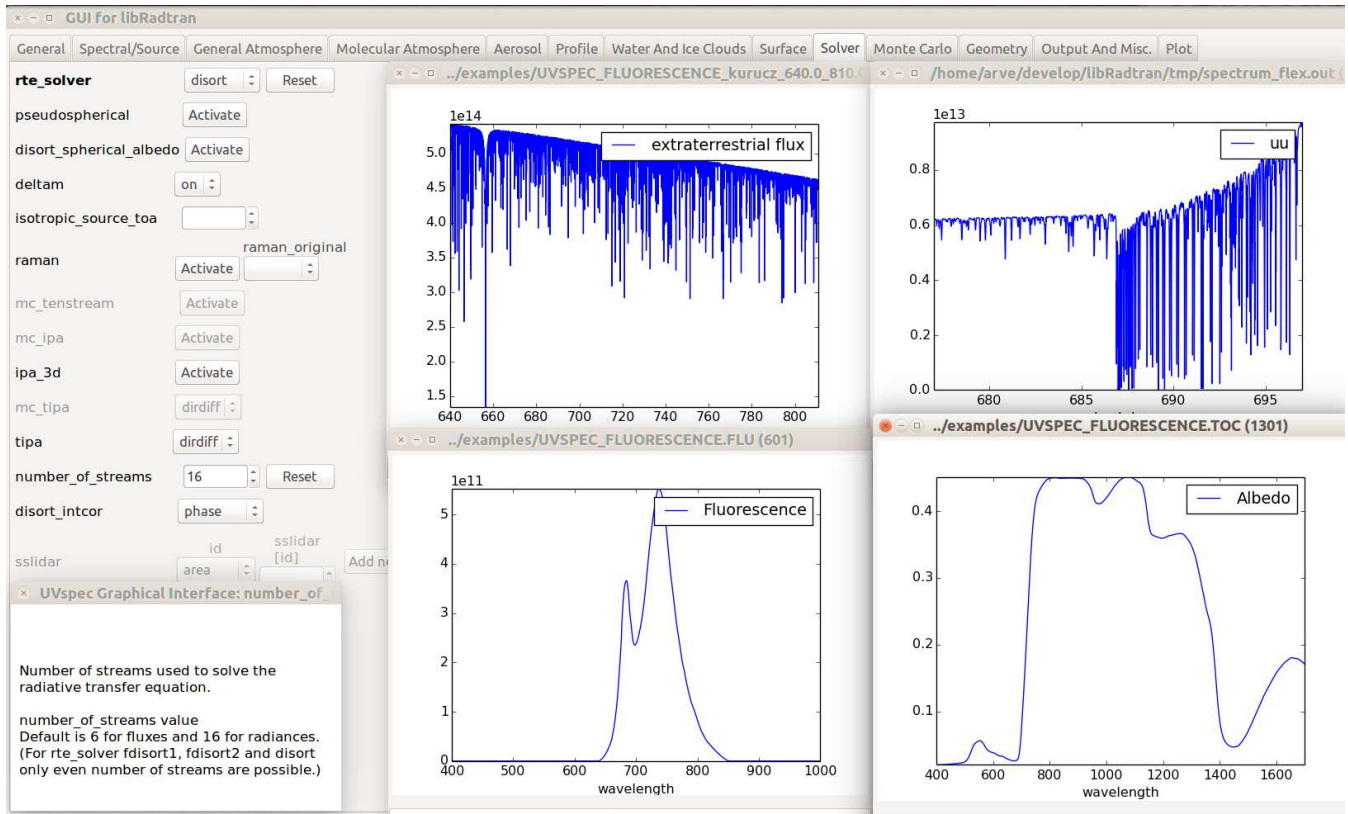 GUI for libRadtran
General Spectral/Source General Atmosphere Molecular Atmosphere Aerosol Profile Water And Ice Clouds Surface Solver Monte Carlo Geometry Output And Misc. Plot
rte_solver disort Reset
pseudospherical Activate
disort_spherical_albedo Activate
deltam on
isotropic_source_toa
raman_original
raman Activate
mc_tenstream Activate
mc_ipa Activate
ipa_3d Activate
mc_tipa dirdiff
tipa dirdiff
number_of_streams 16 Reset
disort_intcor phase
id sslidar
[id]
sslidar area Add ne
UVspec Graphical Interface: number_of_
Number of streams used to solve the
radiative transfer equation.
number_of_streams value
Default is 6 for fluxes and 16 for radiances.
(For rte_solver fdisort1, fdisort2 and disort
only even number of streams are possible.)
../examples/UVSPEC_FLUORESCENCE_kurucz_640.0_810.0
1e14
extraterrestrial flux
5.0
4.5
4.0
3.5
3.0
2.5
2.0
1.5
640 660 680 700 720 740 760 780 800
/home/arve/develop/libRadtran/tmp/spectrum_flex.out (
1e13
uu
0.8
0.6
0.4
0.2
0.0
680 685 690 695
../examples/UVSPEC_FLUORESCENCE.FLU (601)
1e11
Fluorescence
5
4
3
2
1
0
400 500 600 700 800 900 1000
wavelength
../examples/UVSPEC_FLUORESCENCE.TOC (1301)
Albedo
0.4
0.3
0.2
0.1
400 600 800 1000 1200 1400 1600
wavelength